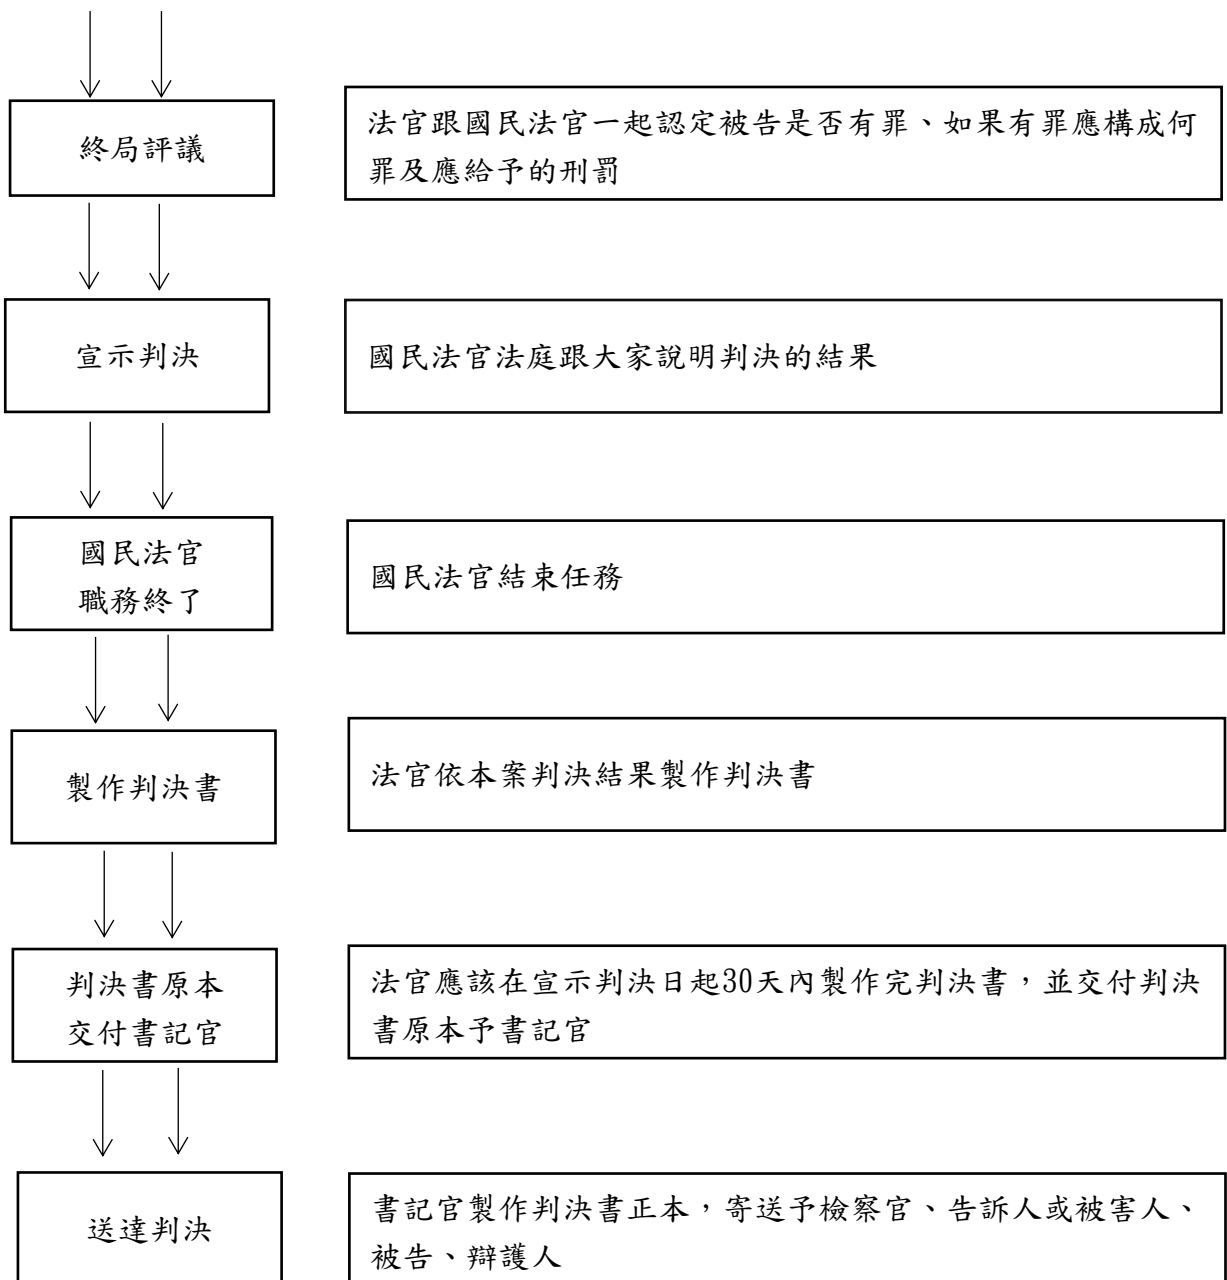 終局評議
法官跟國民法官一起認定被告是否有罪、如果有罪應構成何
罪及應給予的刑罰
宣示判決
國民法官法庭跟大家說明判決的結果
國民法官
職務終了
國民法官結束任務
製作判決書
法官依本案判決結果製作判決書
判決書原本
交付書記官
法官應該在宣示判決日起30天內製作完判決書，並交付判決
書原本予書記官
送達判決
書記官製作判決書正本，寄送予檢察官、告訴人或被害人、
被告、辯護人